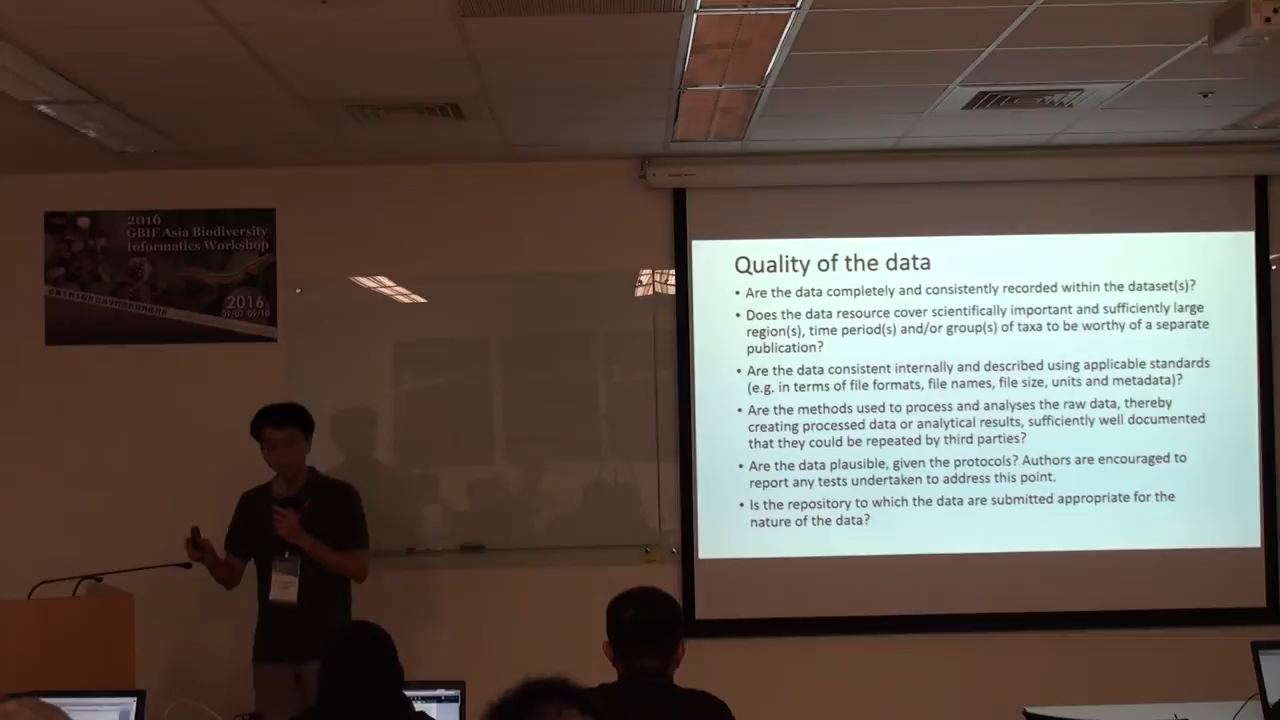 2016
GBIF Asia Biodiversity
Informatics Workshop
2016
Quality of the data
• Are the data completely and consistently recorded within the dataset(s)?
• Does the data resource cover scientifically important and sufficiently large
region(s), time period(s) and/or group(s) of taxa to be worthy of a separate
publication?
• Are the data consistent internally and described using applicable standards
(e.g. in terms of file formats, file names, file size, units and metadata)?
• Are the methods used to process and analyses the raw data, thereby
creating processed data or analytical results, sufficiently well documented
that they could be repeated by third parties?
• Are the data plausible, given the protocols? Authors are encouraged to
report any tests undertaken to address this point.
• Is the repository to which the data are submitted appropriate for the
nature of the data?